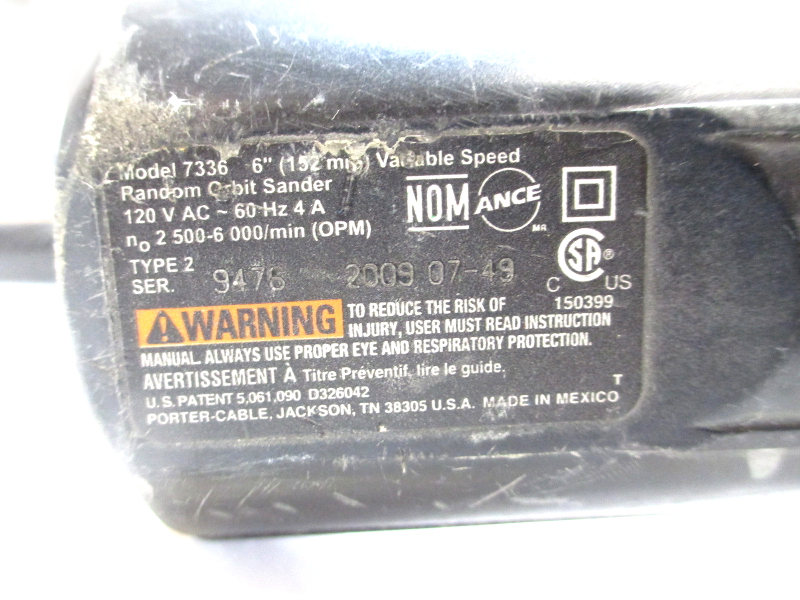 Model 7336 6" (152 mm) Variable Speed
Random Orbit Sander
120 V AC ~ 60 Hz 4 A
n₀ 2 500-6 000/min (OPM)
TYPE 2
SER. 9476 2009 07-49
NOM ANCE
MR
CSA ®
C US
150399
WARNING TO REDUCE THE RISK OF
INJURY, USER MUST READ INSTRUCTION
MANUAL. ALWAYS USE PROPER EYE AND RESPIRATORY PROTECTION.
AVERTISSEMENT À Titre Préventif, lire le guide.
U.S. PATENT 5,061,090 D326042
T
PORTER-CABLE, JACKSON, TN 38305 U.S.A. MADE IN MEXICO